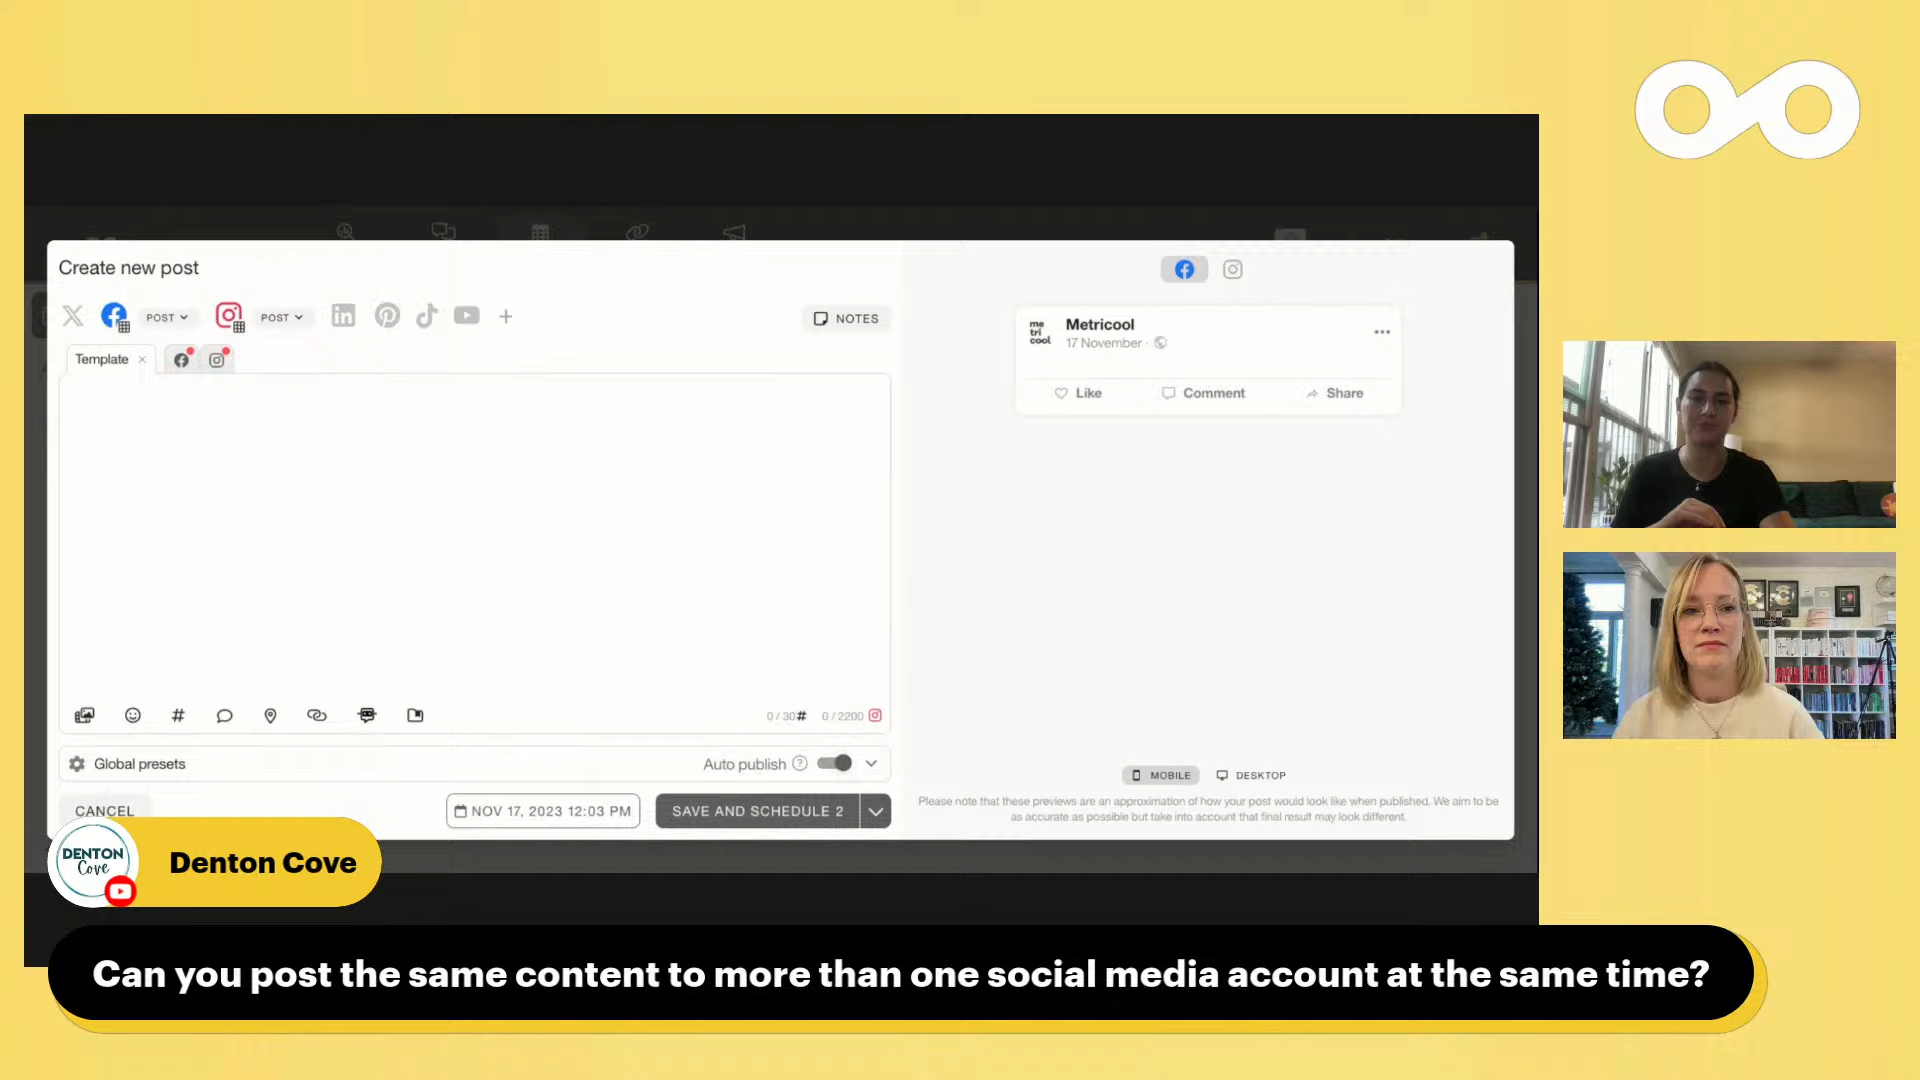 Create new post
POST
POST
NOTES
Template
0/30#
0/2200
Global presets
Auto publish
CANCEL
NOV 17, 2023 12:03 PM
SAVE AND SCHEDULE 2
me
tri
cool
Metricool
17 November ·
Like
Comment
Share
MOBILE
DESKTOP
Please note that these previews are an approximation of how your post would look like when published. We aim to be
as accurate as possible but take into account that final result may look different.
DENTON
Cove
Denton Cove
Can you post the same content to more than one social media account at the same time?